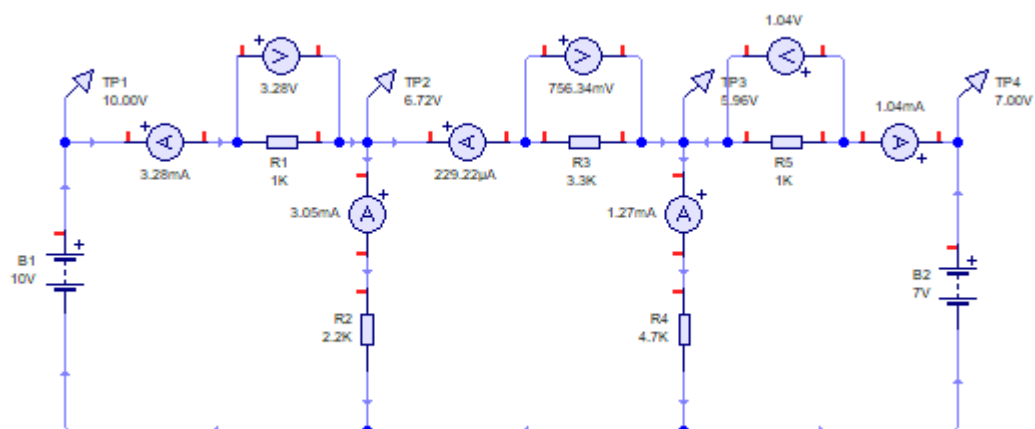 1.04V
TP1
10.00V
3.28V
TP2
6.72V
756.34mV
TP3
5.96V
TP4
7.00V
1.04mA
A
V
A
V
V
A
3.28mA
R1
1K
229.22µA
R3
3.3K
R5
1K
3.05mA
A
1.27mA
A
B1
10V
B2
7V
R2
2.2K
R4
4.7K